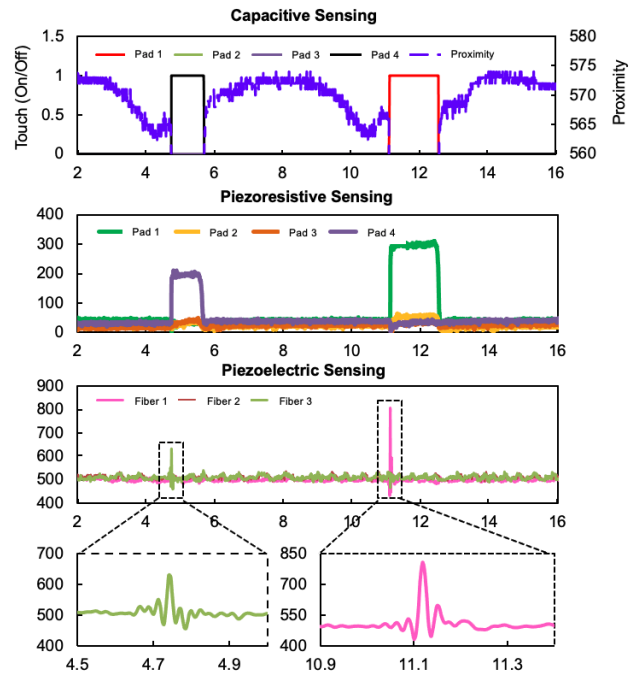 Capacitive Sensing
1.5 580
Pad 1 Pad 2 Pad 3 Pad 4 Proximity
Touch (On/Off)
1 575
570
0.5 565
0 560
Proximity
2 4 6 8 10 12 14 16
Piezoresistive Sensing
400
Pad 1 Pad 2 Pad 3 Pad 4
300
200
100
0
2 4 6 8 10 12 14 16
Piezoelectric Sensing
900
Fiber 1 Fiber 2 Fiber 3
800
700
600
500
400
2 4 6 8 10 12 14 16
700 850
600 700
500 550
400 400
4.5 4.7 4.9 10.9 11.1 11.3